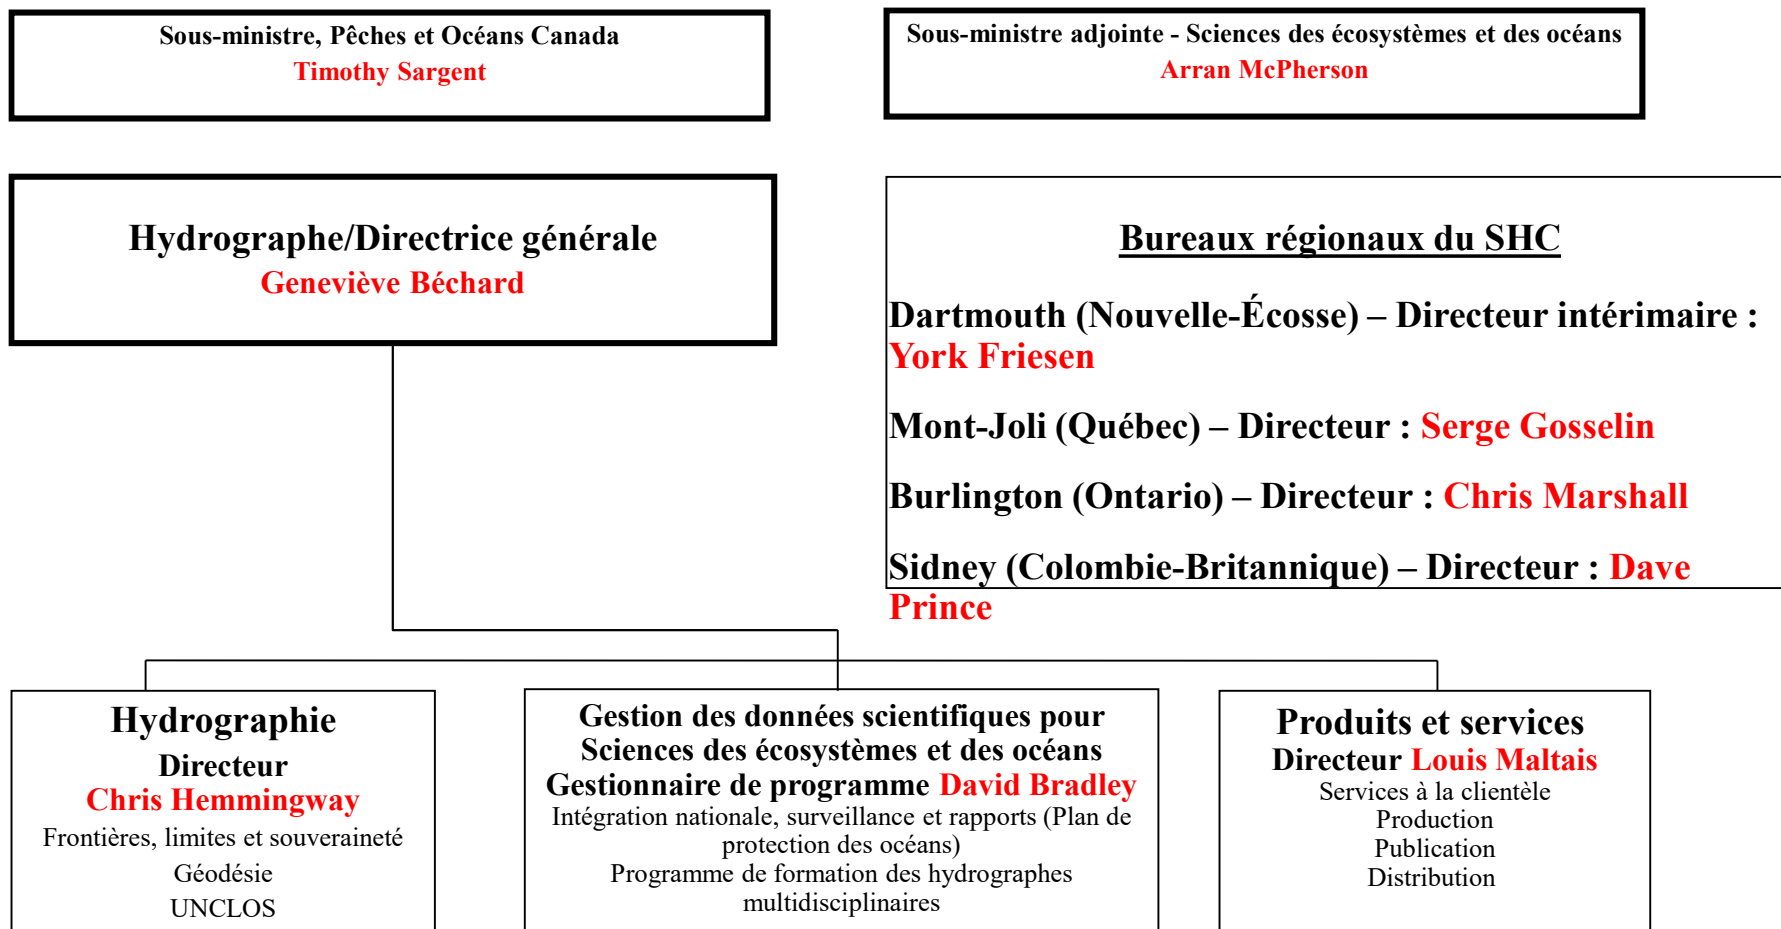 Sous-ministre, Pêches et Océans Canada
Timothy Sargent
Sous-ministre adjointe - Sciences des écosystèmes et des océans
Arran McPherson
Hydrographe/Directrice générale
Geneviève Béchard
Bureaux régionaux du SHC
Dartmouth (Nouvelle-Écosse) – Directeur intérimaire :
York Friesen
Mont-Joli (Québec) – Directeur : Serge Gosselin
Burlington (Ontario) – Directeur : Chris Marshall
Sidney (Colombie-Britannique) – Directeur : Dave
Prince
Hydrographie
Directeur
Chris Hemmingway
Frontières, limites et souveraineté
Géodésie
UNCLOS
Gestion des données scientifiques pour
Sciences des écosystèmes et des océans
Gestionnaire de programme David Bradley
Intégration nationale, surveillance et rapports (Plan de
protection des océans)
Programme de formation des hydrographes
multidisciplinaires
Produits et services
Directeur Louis Maltais
Services à la clientèle
Production
Publication
Distribution